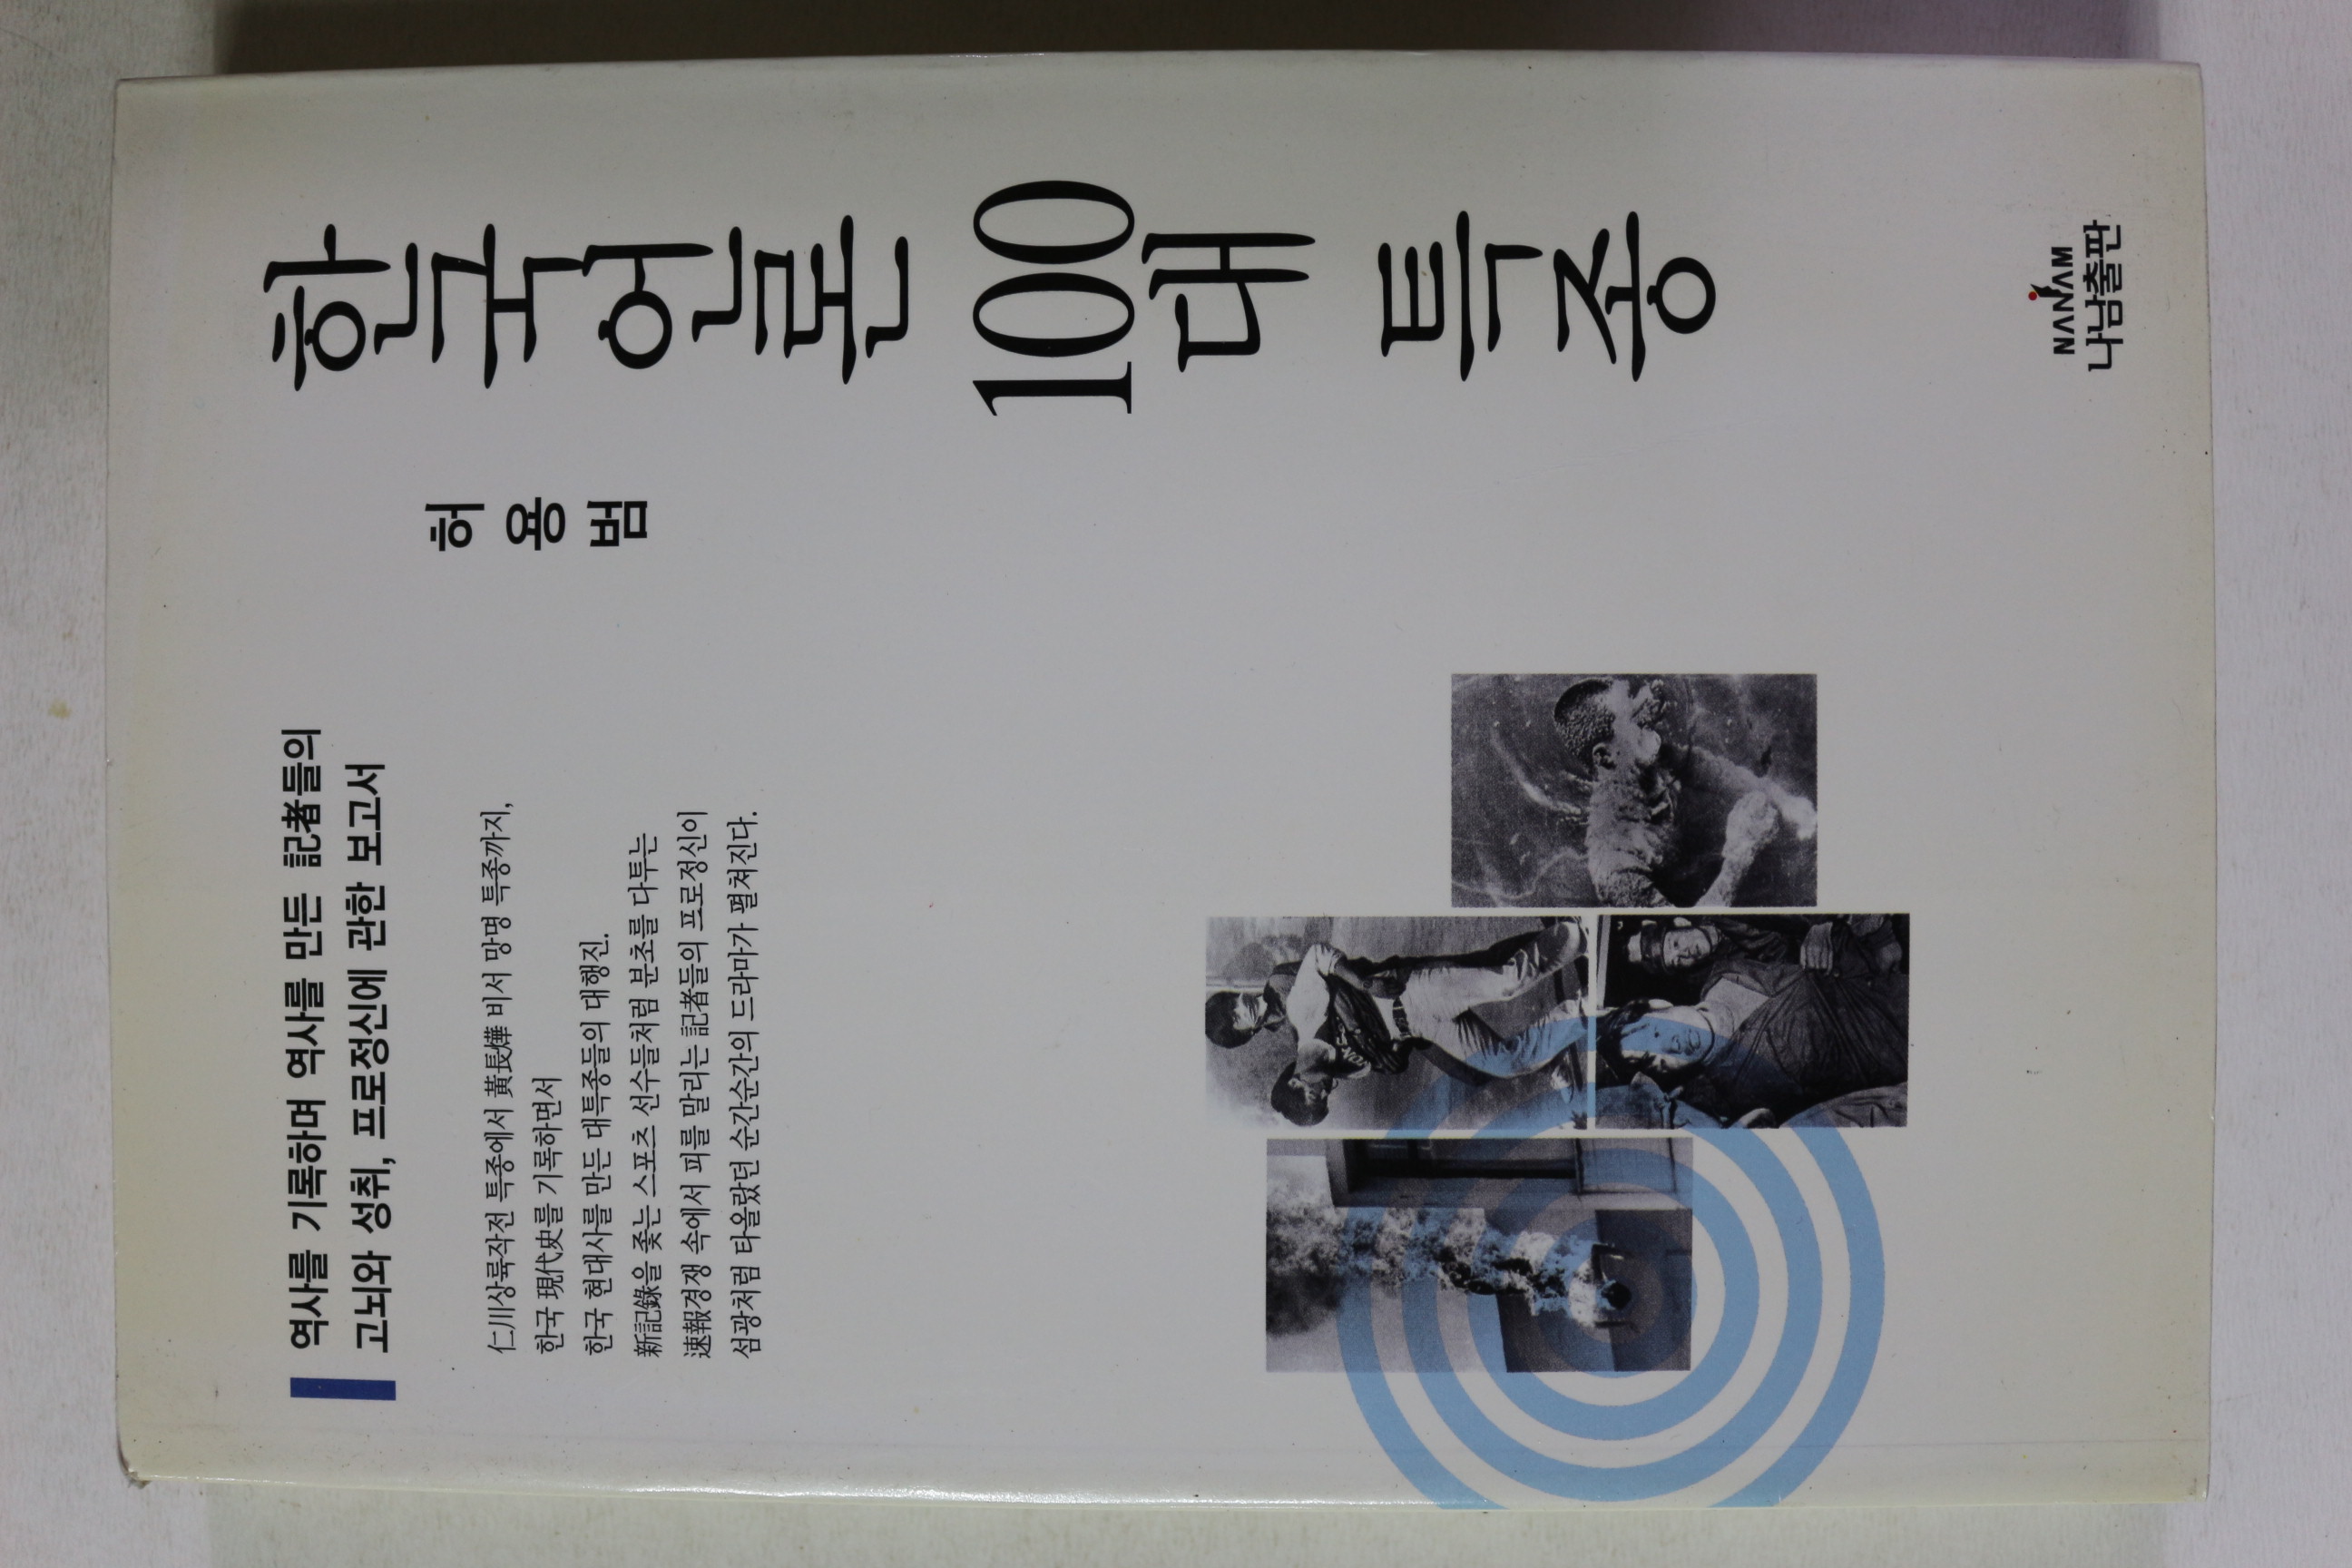 역사를 기록하며 역사를 만든 記者들의
고뇌와 성취, 프로정신에 관한 보고서
仁川상륙작전 특종에서 黃長燁 비서 망명 특종까지,
한국 現代史를 기록하면서
한국 현대사를 만든 대특종들의 대행진.
新記錄을 좇는 스포츠 선수들처럼 분초를 다투는
速報경쟁 속에서 피를 말리는 記者들의 프로정신이
섬광처럼 타올랐던 순간순간의 드라마가 펼쳐진다.
허용범
한국언론
100대
특종
NANAM
나남출판